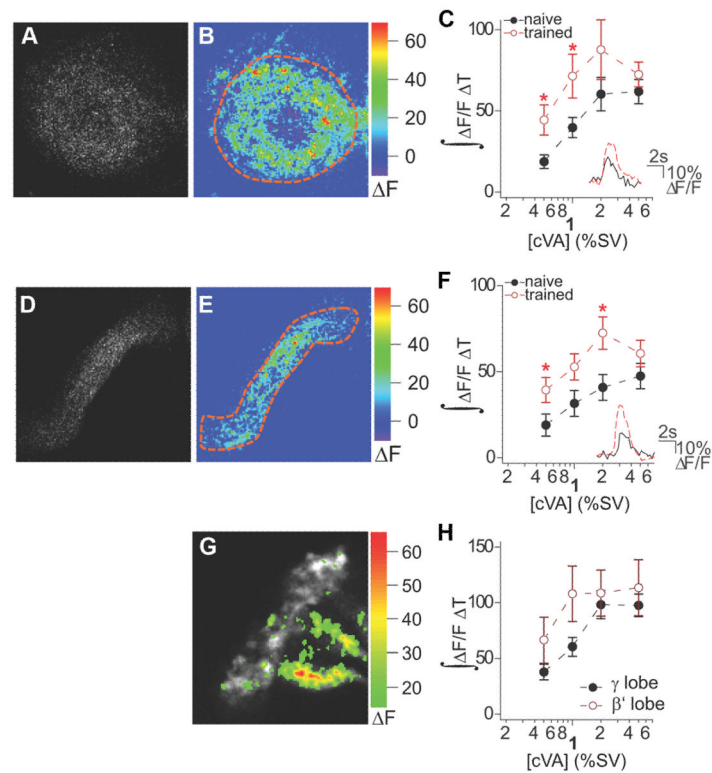 A
B
60
40
20
0
ΔF
C
naive
trained
100
50
0
∫ΔF/F ΔT
*
*
2s
10%
ΔF/F
2 4 6 8 1 2 4 6
[cVA] (%SV)
D
E
60
40
20
0
ΔF
F
naive
trained
100
50
0
∫ΔF/F ΔT
*
*
2s
10%
ΔF/F
2 4 6 8 1 2 4 6
[cVA] (%SV)
G
60
50
40
30
20
ΔF
H
150
100
50
0
∫ΔF/F ΔT
γ lobe
β' lobe
2 4 6 8 1 2 4 6
[cVA] (%SV)